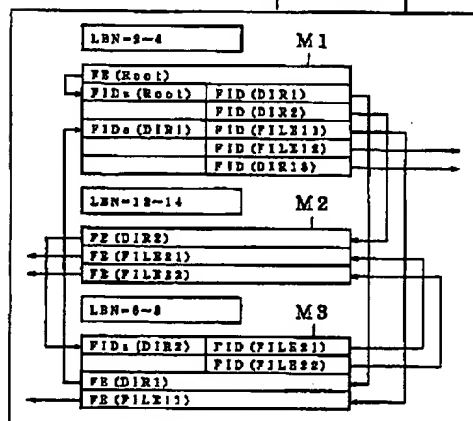 LBN=2~4
M1
FE(Root)
FIDs(Root) FID(DIR1)
FID(DIR2)
FIDs(DIR1) FID(FILE11)
FID(FILE12)
FID(DIR13)
LBN=12~14
M2
FE(DIR2)
FE(FILE21)
FE(FILE22)
LBN=6~8
M3
FIDs(DIR2) FID(FILE21)
FID(FILE22)
FE(DIR1)
FE(FILE11)